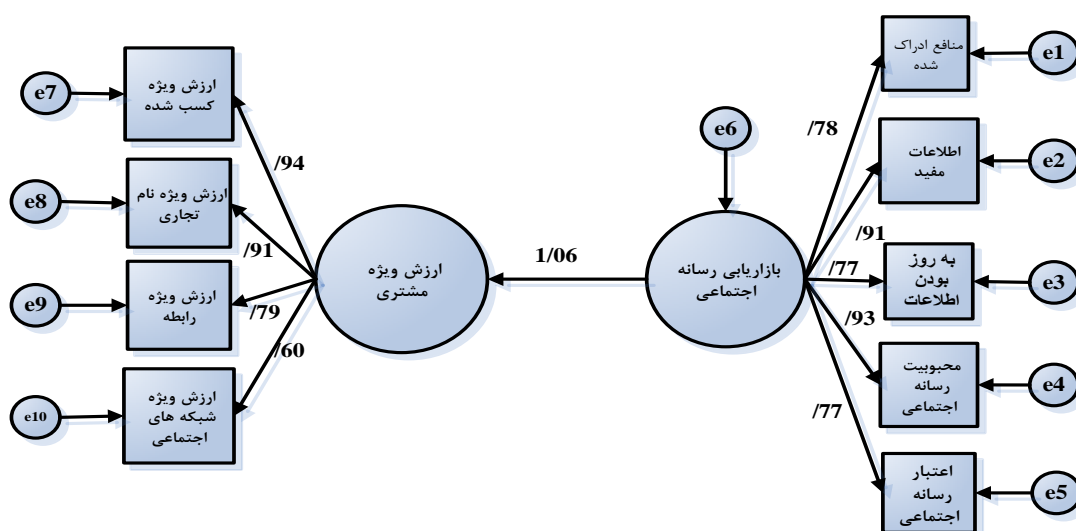 منافع ادراک
شده
e1
/78
اطلاعات
مفید
e2
/91
به روز
بودن
اطلاعات
e3
/77
محبوبیت
رسانه
اجتماعی
e4
/93
اعتبار
رسانه
اجتماعی
e5
/77
e6
بازاریابی رسانه
اجتماعی
1/06
ارزش ویژه
مشتری
/94
ارزش ویژه
کسب شده
e7
/91
ارزش ویژه نام
تجاری
e8
/79
ارزش ویژه
رابطه
e9
/60
ارزش ویژه
شبکه های
اجتماعی
e10